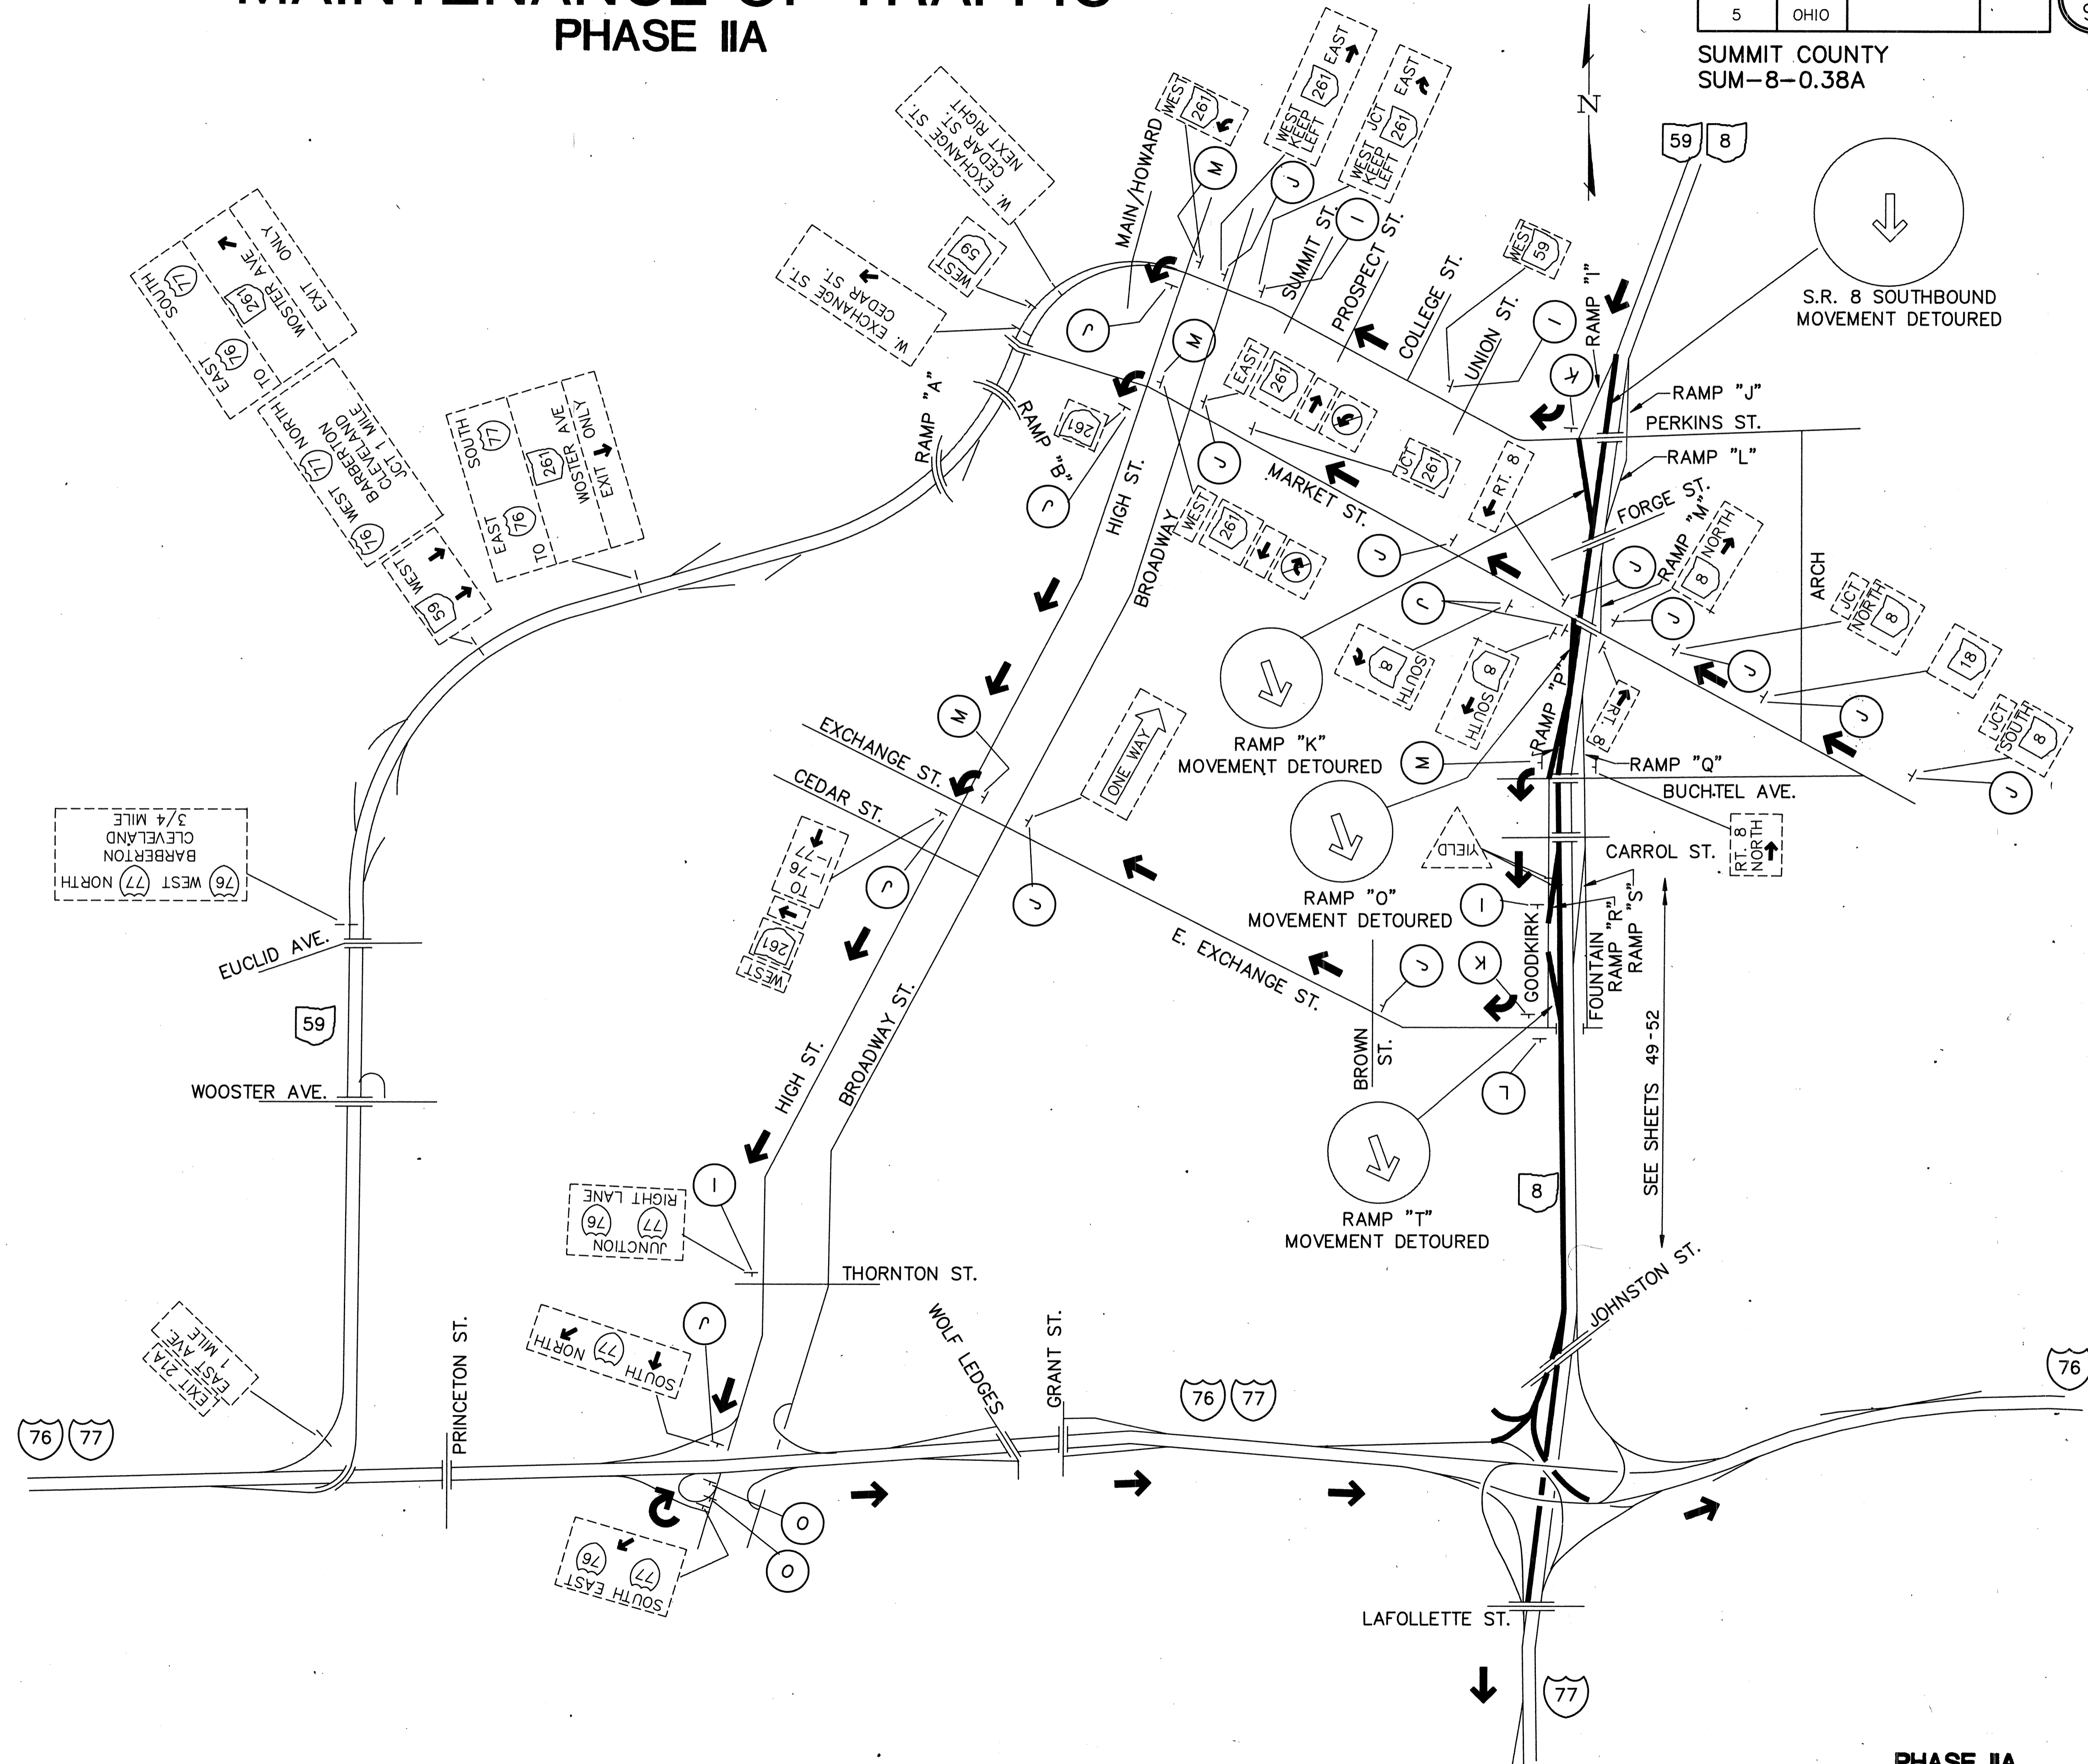 PHASE IIA
5 OHIO
SUMMIT COUNTY
SUM-8-0.38A
N
59 8
S.R. 8 SOUTHBOUND
MOVEMENT DETOURED
W. EXCHANGE ST.
CEDAR ST.
NEXT RIGHT
WEST
59
W. EXCHANGE ST.
CEDAR ST.
MAIN/HOWARD
WEST
261
M
EAST
261
WEST
KEEP
LEFT
J
EAST
JCT
261
WEST
KEEP
LEFT
I
SUMMIT ST.
PROSPECT ST.
COLLEGE ST.
UNION ST.
WEST
59
I
K
RAMP "I"
RAMP "J"
PERKINS ST.
RAMP "L"
FORGE ST.
RAMP "M"
ARCH
SOUTH
77
EAST
76
TO
261
WOSTER AVE
EXIT
ONLY
77 NORTH
76 WEST
BARBERTON
CLEVELAND
JCT 1 MILE
WEST
59
SOUTH
77
EAST
76
TO
261
WOSTER AVE
EXIT ONLY
RAMP "A"
RAMP "B"
261
J
J
M
EAST
261
J
JCT
261
RT. 8
MARKET ST.
J
WEST
261
HIGH ST.
BROADWAY
NORTH
8
J
J
J
JCT
NORTH
8
18
J
J
JCT
SOUTH
8
J
8
SOUTH
8
SOUTH
RT. 8
RAMP "K"
MOVEMENT DETOURED
M
RAMP "P"
RAMP "Q"
BUCHTEL AVE.
RT. 8
NORTH
RAMP "O"
MOVEMENT DETOURED
YIELD
CARROL ST.
I
GOODKIRK
FOUNTAIN
RAMP "R"
RAMP "S"
K
J
BROWN
ST.
L
SEE SHEETS 49-52
M
ONE WAY
EXCHANGE ST.
CEDAR ST.
TO
I-76
I-77
261
WEST
J
J
E. EXCHANGE ST.
76 WEST 77 NORTH
BARBERTON
CLEVELAND
3/4 MILE
EUCLID AVE.
59
WOOSTER AVE.
HIGH ST.
BROADWAY ST.
RAMP "T"
MOVEMENT DETOURED
8
JUNCTION
77 76
RIGHT LANE
I
THORNTON ST.
J
SOUTH
77 NORTH
EXIT 21A
EAST AVE.
1 MILE
PRINCETON ST.
WOLF LEDGES
GRANT ST.
JOHNSTON ST.
76 77
76 77
76
O
O
SOUTH EAST
77 76
LAFOLLETTE ST.
77